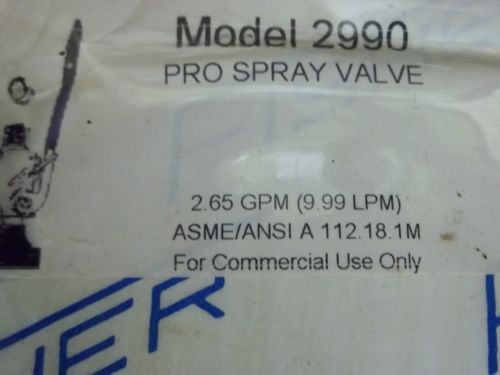 Model 2990
PRO SPRAY VALVE
2.65 GPM (9.99 LPM)
ASME/ANSI A 112.18.1M
For Commercial Use Only